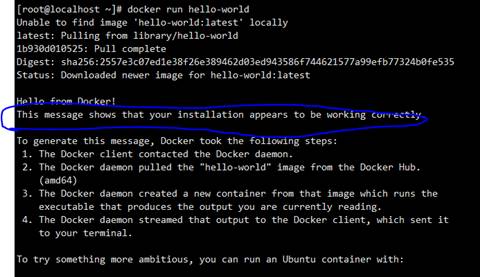 [root@localhost ~]# docker run hello-world
Unable to find image 'hello-world:latest' locally
latest: Pulling from library/hello-world
1b930d010525: Pull complete
Digest: sha256:2557e3c07ed1e38f26e389462d03ed943586f744621577a99efb77324b0fe535
Status: Downloaded newer image for hello-world:latest
Hello from Docker!
This message shows that your installation appears to be working correctly.
To generate this message, Docker took the following steps:
1. The Docker client contacted the Docker daemon.
2. The Docker daemon pulled the "hello-world" image from the Docker Hub.
(amd64)
3. The Docker daemon created a new container from that image which runs the
executable that produces the output you are currently reading.
4. The Docker daemon streamed that output to the Docker client, which sent it
to your terminal.
To try something more ambitious, you can run an Ubuntu container with: